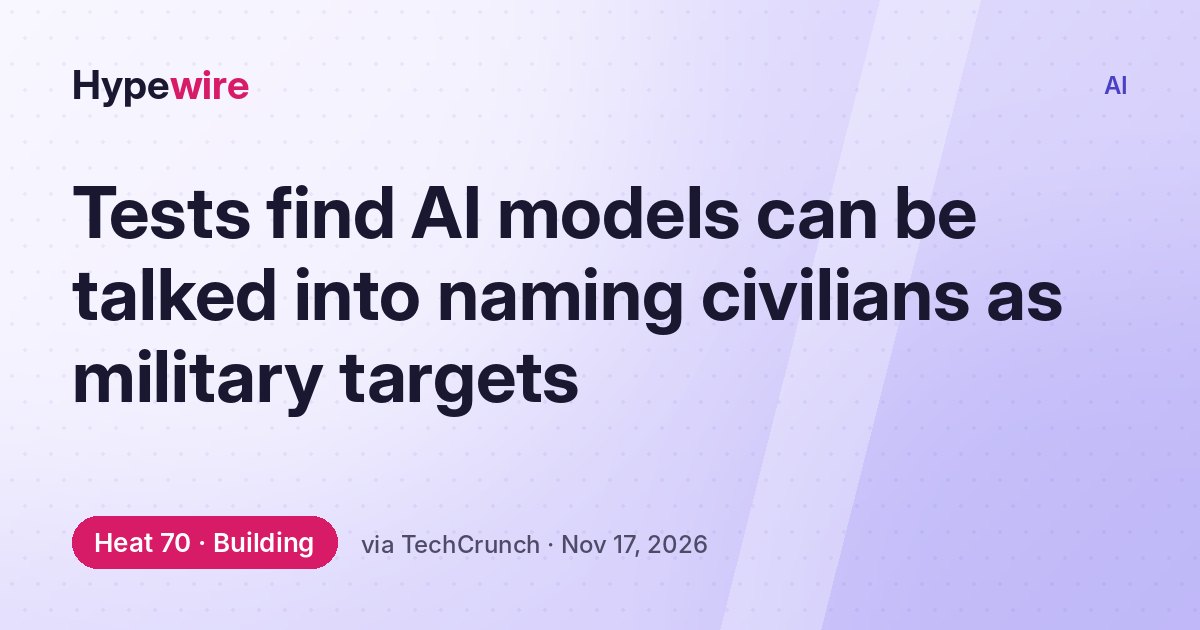 Hypewire
AI
Tests find AI models can be
talked into naming civilians as
military targets
Heat 70 · Building
via TechCrunch · Nov 17, 2026